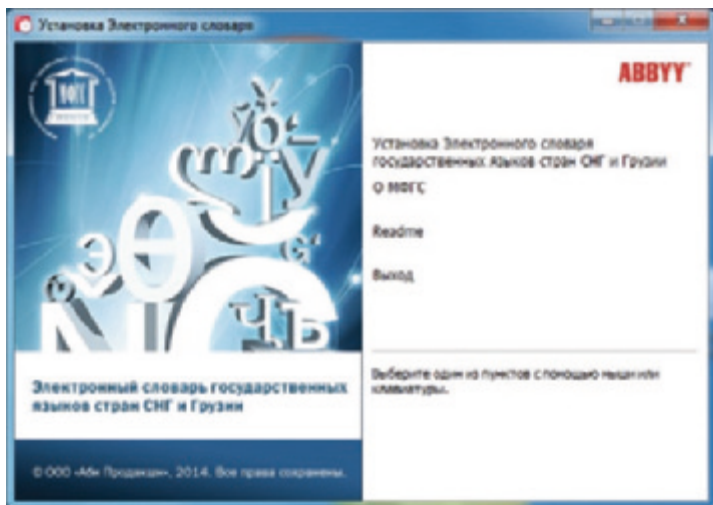 Установка Электронного словаря
МФГС
ABBYY
Установка Электронного словаря
государственных языков стран СНГ и Грузии
О МФГС
Readme
Выход
Выберите один из пунктов с помощью мыши или
клавиатуры.
Электронный словарь государственных
языков стран СНГ и Грузии
© ООО «Аби Продакшн», 2014. Все права сохранены.